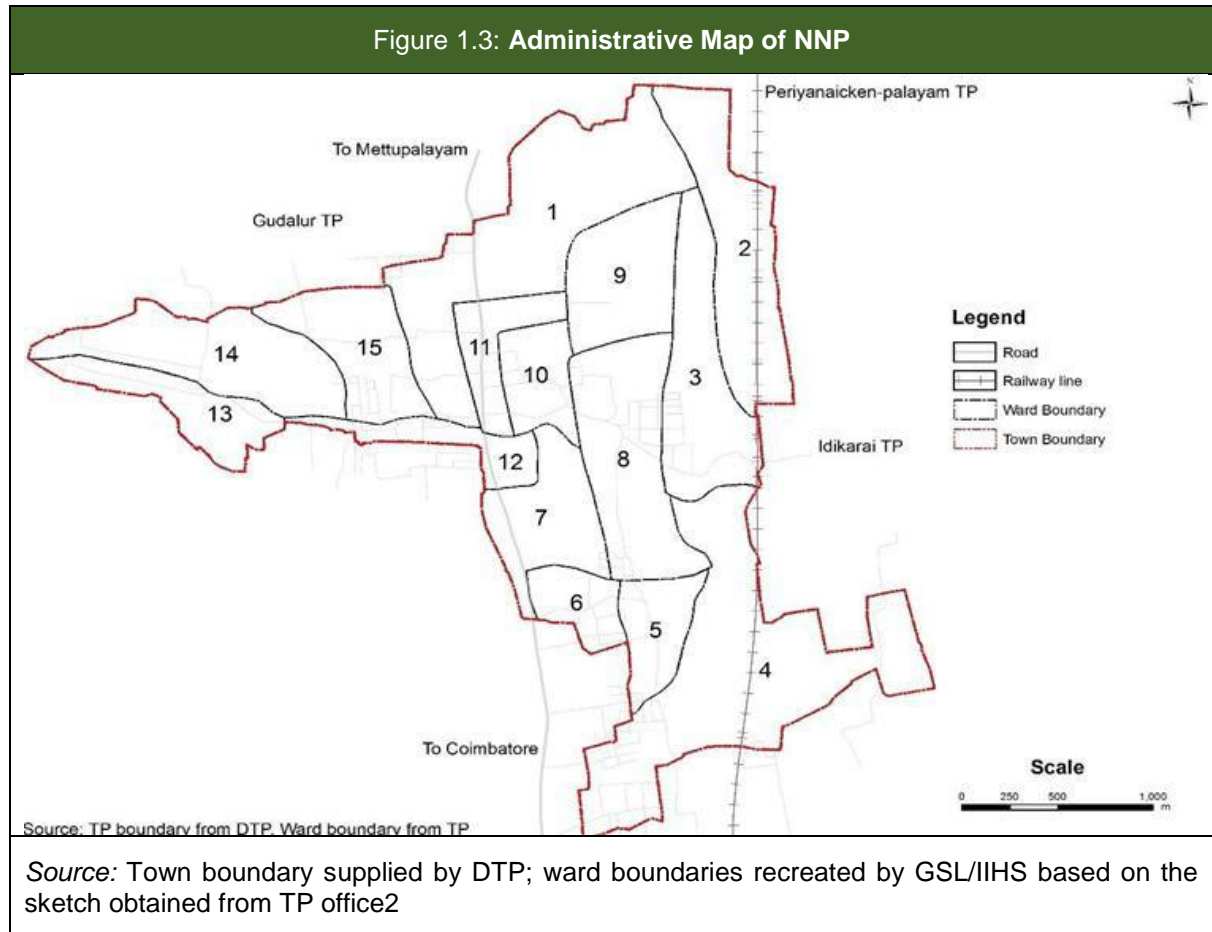 Figure 1.3: Administrative Map of NNP
Periyanaicken-palayam TP
N
To Mettupalayam
Gudalur TP
1
2
9
14
15
11
10
3
13
12
8
Idikarai TP
7
6
5
4
To Coimbatore
Legend
Road
Railway line
Ward Boundary
Town Boundary
Scale
0 250 500 1,000
m
Source: TP boundary from DTP, Ward boundary from TP
Source: Town boundary supplied by DTP; ward boundaries recreated by GSL/IIHS based on the
sketch obtained from TP office2